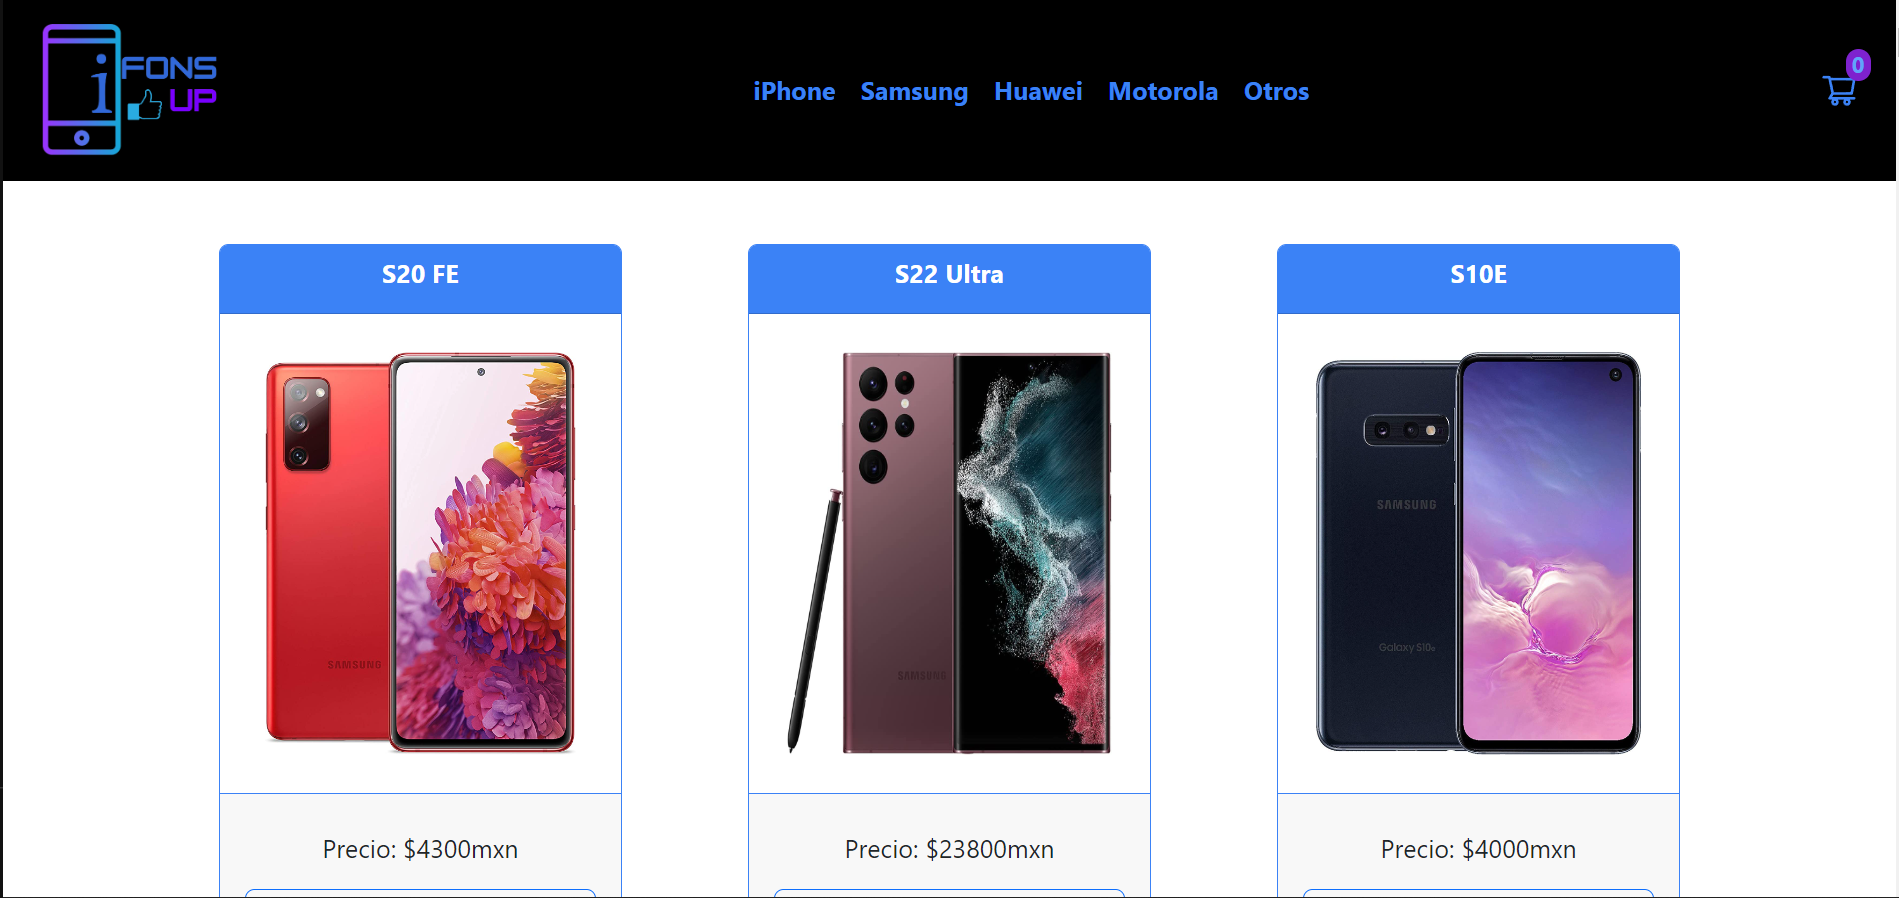 i FONS
UP
iPhone Samsung Huawei Motorola Otros
0
S20 FE
S22 Ultra
S10E
SAMSUNG
SAMSUNG
SAMSUNG
Galaxy S10e
Precio: $4300mxn
Precio: $23800mxn
Precio: $4000mxn